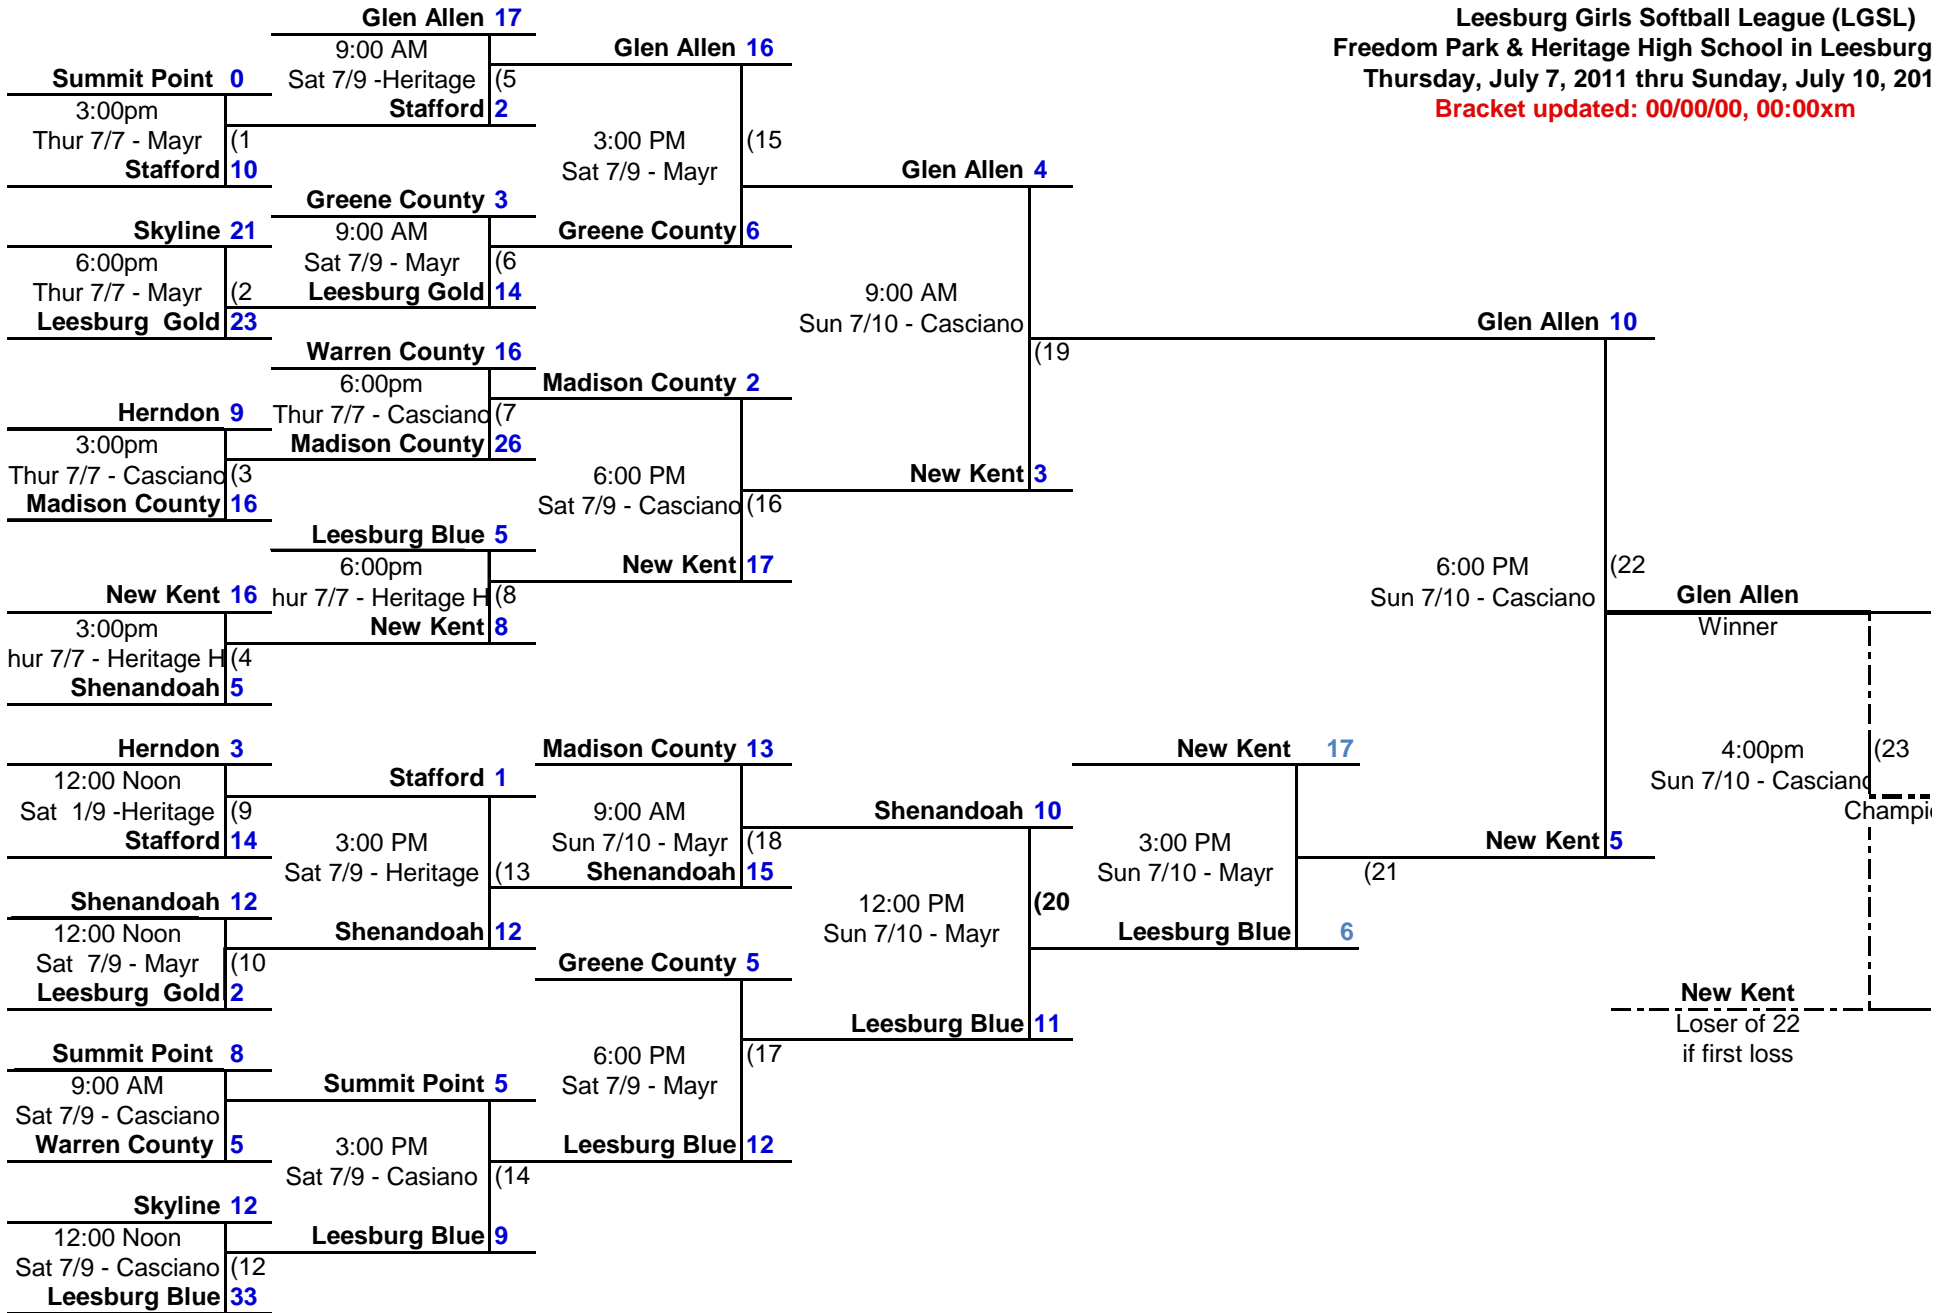 Leesburg Girls Softball League (LGSL)
Freedom Park & Heritage High School in Leesburg
Thursday, July 7, 2011 thru Sunday, July 10, 201
Bracket updated: 00/00/00, 00:00xm
Summit Point 0
3:00pm
Thur 7/7 - Mayr (1
Stafford 10
Skyline 21
6:00pm
Thur 7/7 - Mayr (2
Leesburg Gold 23
Herndon 9
3:00pm
Thur 7/7 - Casciano (3
Madison County 16
New Kent 16
3:00pm
hur 7/7 - Heritage H (4
Shenandoah 5
Herndon 3
12:00 Noon
Sat 1/9 -Heritage (9
Stafford 14
Shenandoah 12
12:00 Noon
Sat 7/9 - Mayr (10
Leesburg Gold 2
Summit Point 8
9:00 AM
Sat 7/9 - Casciano
Warren County 5
Skyline 12
12:00 Noon
Sat 7/9 - Casciano (12
Leesburg Blue 33
Glen Allen 17
9:00 AM
Sat 7/9 -Heritage (5
Stafford 2
Greene County 3
9:00 AM
Sat 7/9 - Mayr (6
Leesburg Gold 14
Warren County 16
6:00pm
Thur 7/7 - Casciano (7
Madison County 26
Leesburg Blue 5
6:00pm
hur 7/7 - Heritage H (8
New Kent 8
Stafford 1
3:00 PM
Sat 7/9 - Heritage (13
Shenandoah 12
Summit Point 5
3:00 PM
Sat 7/9 - Casiano (14
Leesburg Blue 9
Glen Allen 16
3:00 PM (15
Sat 7/9 - Mayr
Greene County 6
Madison County 2
6:00 PM
Sat 7/9 - Casciano (16
New Kent 17
Madison County 13
9:00 AM
Sun 7/10 - Mayr (18
Shenandoah 15
Greene County 5
6:00 PM (17
Sat 7/9 - Mayr
Leesburg Blue 12
Glen Allen 4
9:00 AM
Sun 7/10 - Casciano
(19
New Kent 3
Shenandoah 10
12:00 PM (20
Sun 7/10 - Mayr
Leesburg Blue 11
New Kent 17
3:00 PM
Sun 7/10 - Mayr (21
Leesburg Blue 6
Glen Allen 10
6:00 PM (22
Sun 7/10 - Casciano
New Kent 5
Glen Allen
Winner
4:00pm (23
Sun 7/10 - Casciano
Champi
New Kent
Loser of 22
if first loss